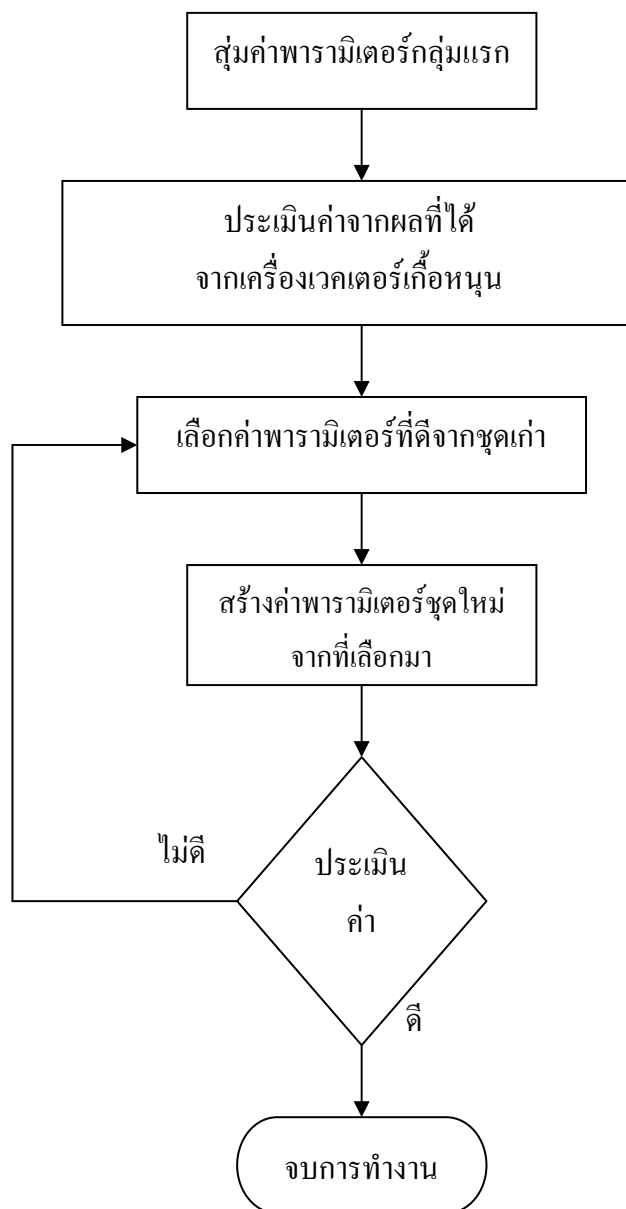 สุ่มค่าพารามิเตอร์กลุ่มแรก
ประเมินค่าจากผลที่ได้
จากเครื่องเวคเตอร์เกื้อหนุน
เลือกค่าพารามิเตอร์ที่ดีจากชุดเก่า
สร้างค่าพารามิเตอร์ชุดใหม่
จากที่เลือกมา
ไม่ดี
ประเมิน
ค่า
ดี
จบการทำงาน